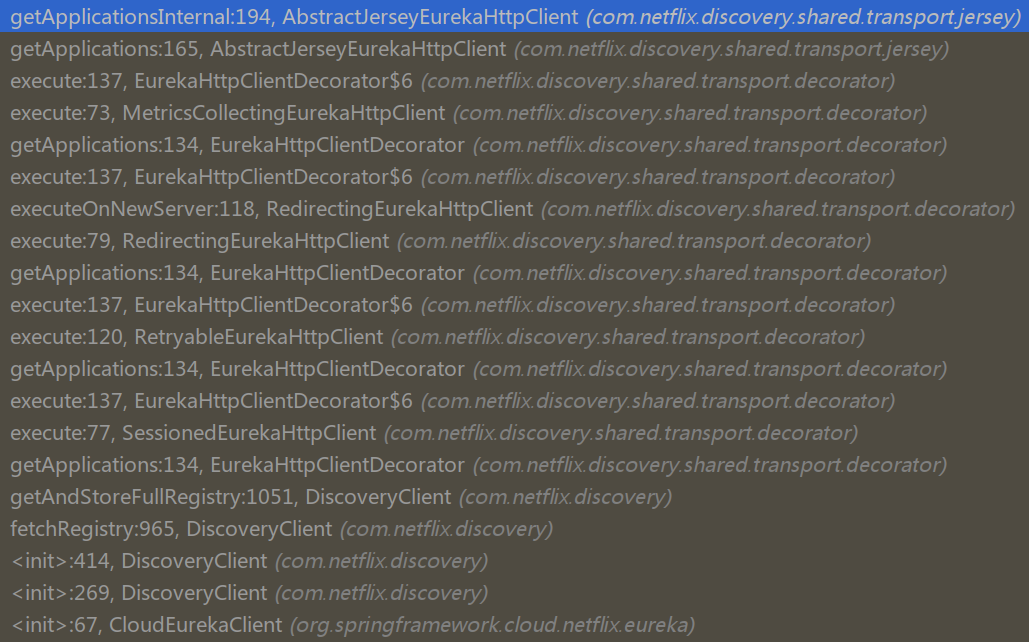 getApplicationsInternal:194, AbstractJerseyEurekaHttpClient (com.netflix.discovery.shared.transport.jersey)
getApplications:165, AbstractJerseyEurekaHttpClient (com.netflix.discovery.shared.transport.jersey)
execute:137, EurekaHttpClientDecorator$6 (com.netflix.discovery.shared.transport.decorator)
execute:73, MetricsCollectingEurekaHttpClient (com.netflix.discovery.shared.transport.decorator)
getApplications:134, EurekaHttpClientDecorator (com.netflix.discovery.shared.transport.decorator)
execute:137, EurekaHttpClientDecorator$6 (com.netflix.discovery.shared.transport.decorator)
executeOnNewServer:118, RedirectingEurekaHttpClient (com.netflix.discovery.shared.transport.decorator)
execute:79, RedirectingEurekaHttpClient (com.netflix.discovery.shared.transport.decorator)
getApplications:134, EurekaHttpClientDecorator (com.netflix.discovery.shared.transport.decorator)
execute:137, EurekaHttpClientDecorator$6 (com.netflix.discovery.shared.transport.decorator)
execute:120, RetryableEurekaHttpClient (com.netflix.discovery.shared.transport.decorator)
getApplications:134, EurekaHttpClientDecorator (com.netflix.discovery.shared.transport.decorator)
execute:137, EurekaHttpClientDecorator$6 (com.netflix.discovery.shared.transport.decorator)
execute:77, SessionedEurekaHttpClient (com.netflix.discovery.shared.transport.decorator)
getApplications:134, EurekaHttpClientDecorator (com.netflix.discovery.shared.transport.decorator)
getAndStoreFullRegistry:1051, DiscoveryClient (com.netflix.discovery)
fetchRegistry:965, DiscoveryClient (com.netflix.discovery)
<init>:414, DiscoveryClient (com.netflix.discovery)
<init>:269, DiscoveryClient (com.netflix.discovery)
<init>:67, CloudEurekaClient (org.springframework.cloud.netflix.eureka)